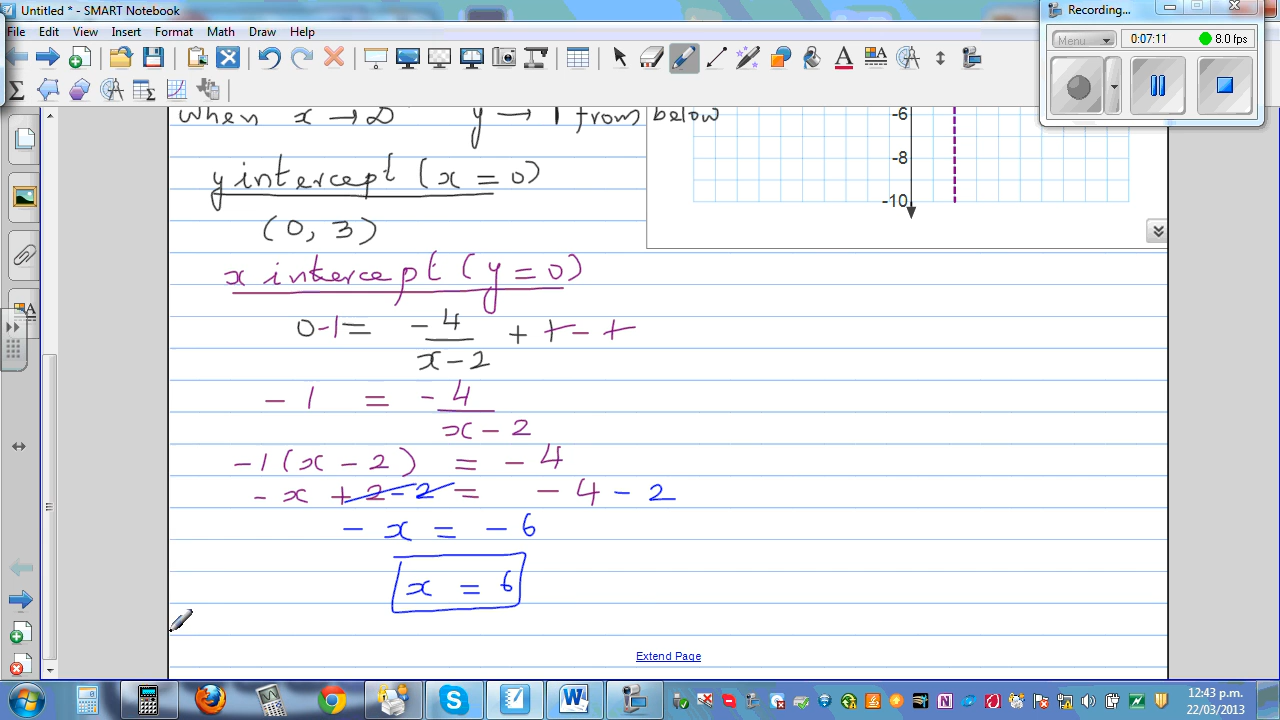 Untitled * - SMART Notebook
Recording...
File Edit View Insert Format Math Draw Help
Menu 0:07:11 8.0 fps
-6
-8
-10
When x → ∞ y → 1 from below
y intercept (x = 0)
(0, 3)
x intercept (y = 0)
0-1 = -4/(x-2) + 1 - 1
-1 = -4/(x-2)
-1(x-2) = -4
-x +2-2 = -4-2
-x = -6
x = 6
Extend Page
12:43 p.m.
22/03/2013